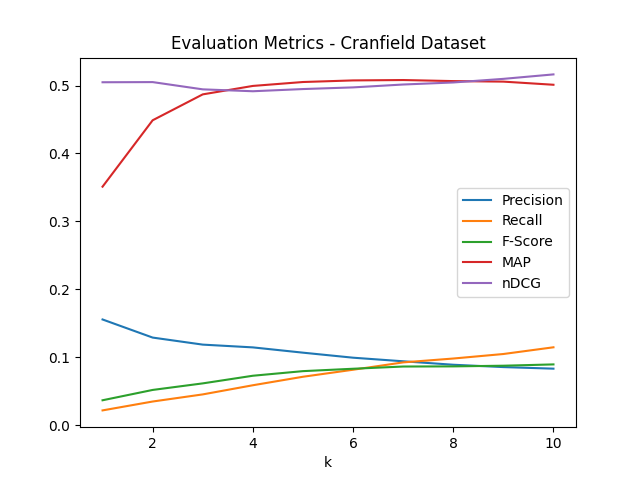 Evaluation Metrics - Cranfield Dataset
0.5
0.4
0.3
0.2
0.1
0.0
Precision
Recall
F-Score
MAP
nDCG
2 4 6 8 10
k